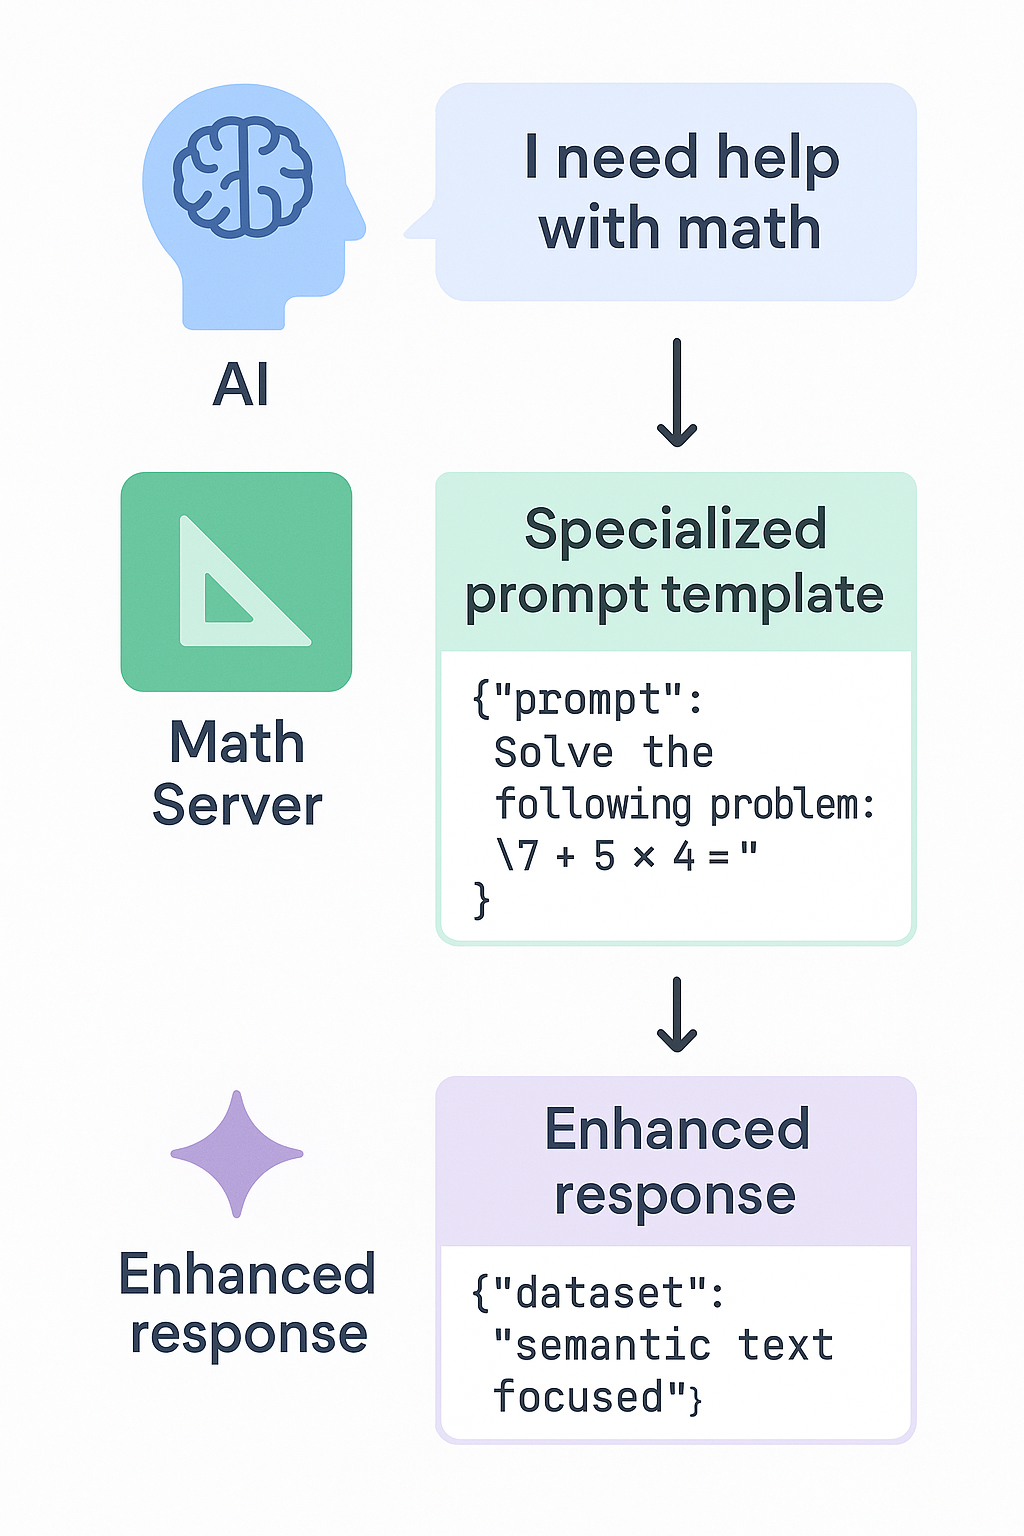 I need help
with math
AI
Specialized
prompt template
{"prompt":
Solve the
following problem:
\7 + 5 × 4 = "
}
Math
Server
Enhanced
response
{"dataset":
"semantic text
focused"}
Enhanced
response